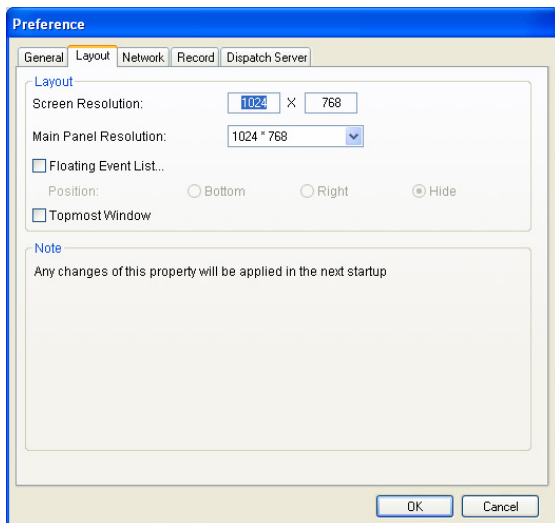 Preference
General Layout Network Record Dispatch Server
Layout
Screen Resolution: 1024 X 768
Main Panel Resolution: 1024 * 768
Floating Event List...
Position: Bottom Right Hide
Topmost Window
Note
Any changes of this property will be applied in the next startup
OK Cancel